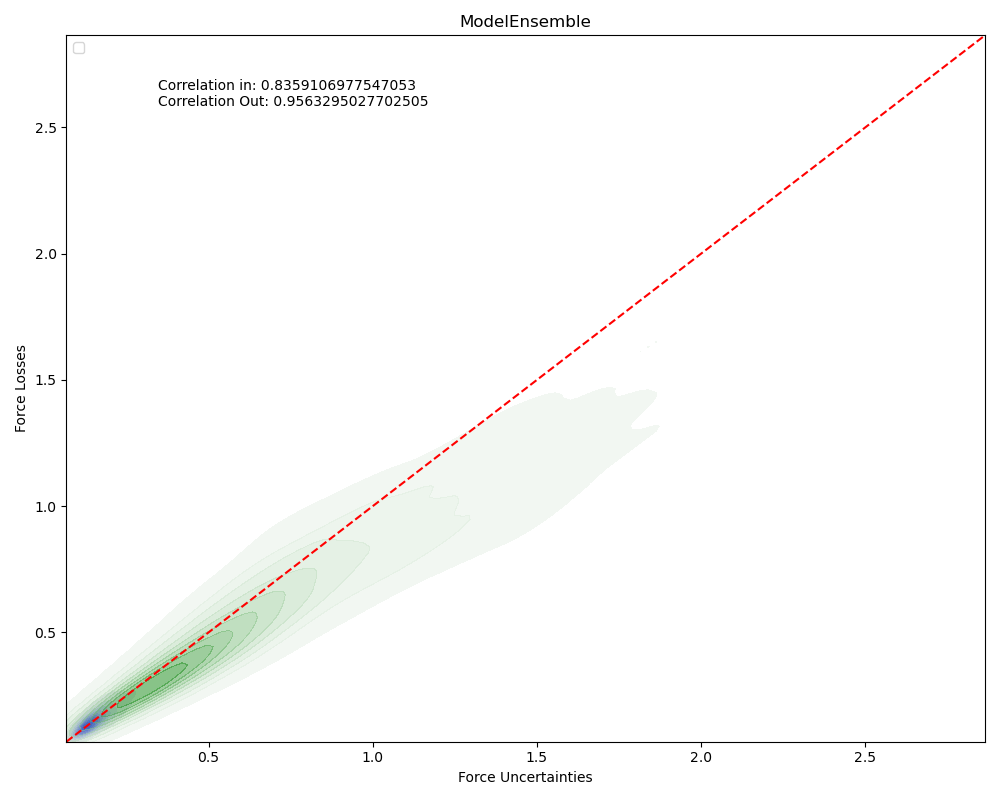 ModelEnsemble
Correlation in: 0.8359106977547053
Correlation Out: 0.9563295027702505
Force Losses
2.5
2.0
1.5
1.0
0.5
0.5
1.0
1.5
2.0
2.5
Force Uncertainties